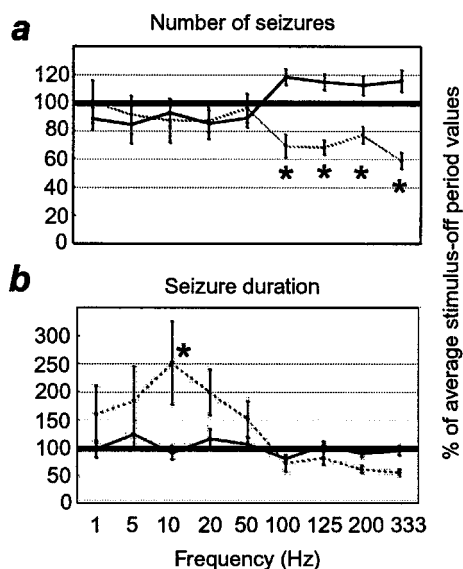 a
Number of seizures
120
100
80
60
40
20
0
* * * *
b
Seizure duration
300
250
200
150
100
50
0
*
1 5 10 20 50 100 125 200 333
Frequency (Hz)
% of average stimulus-off period values